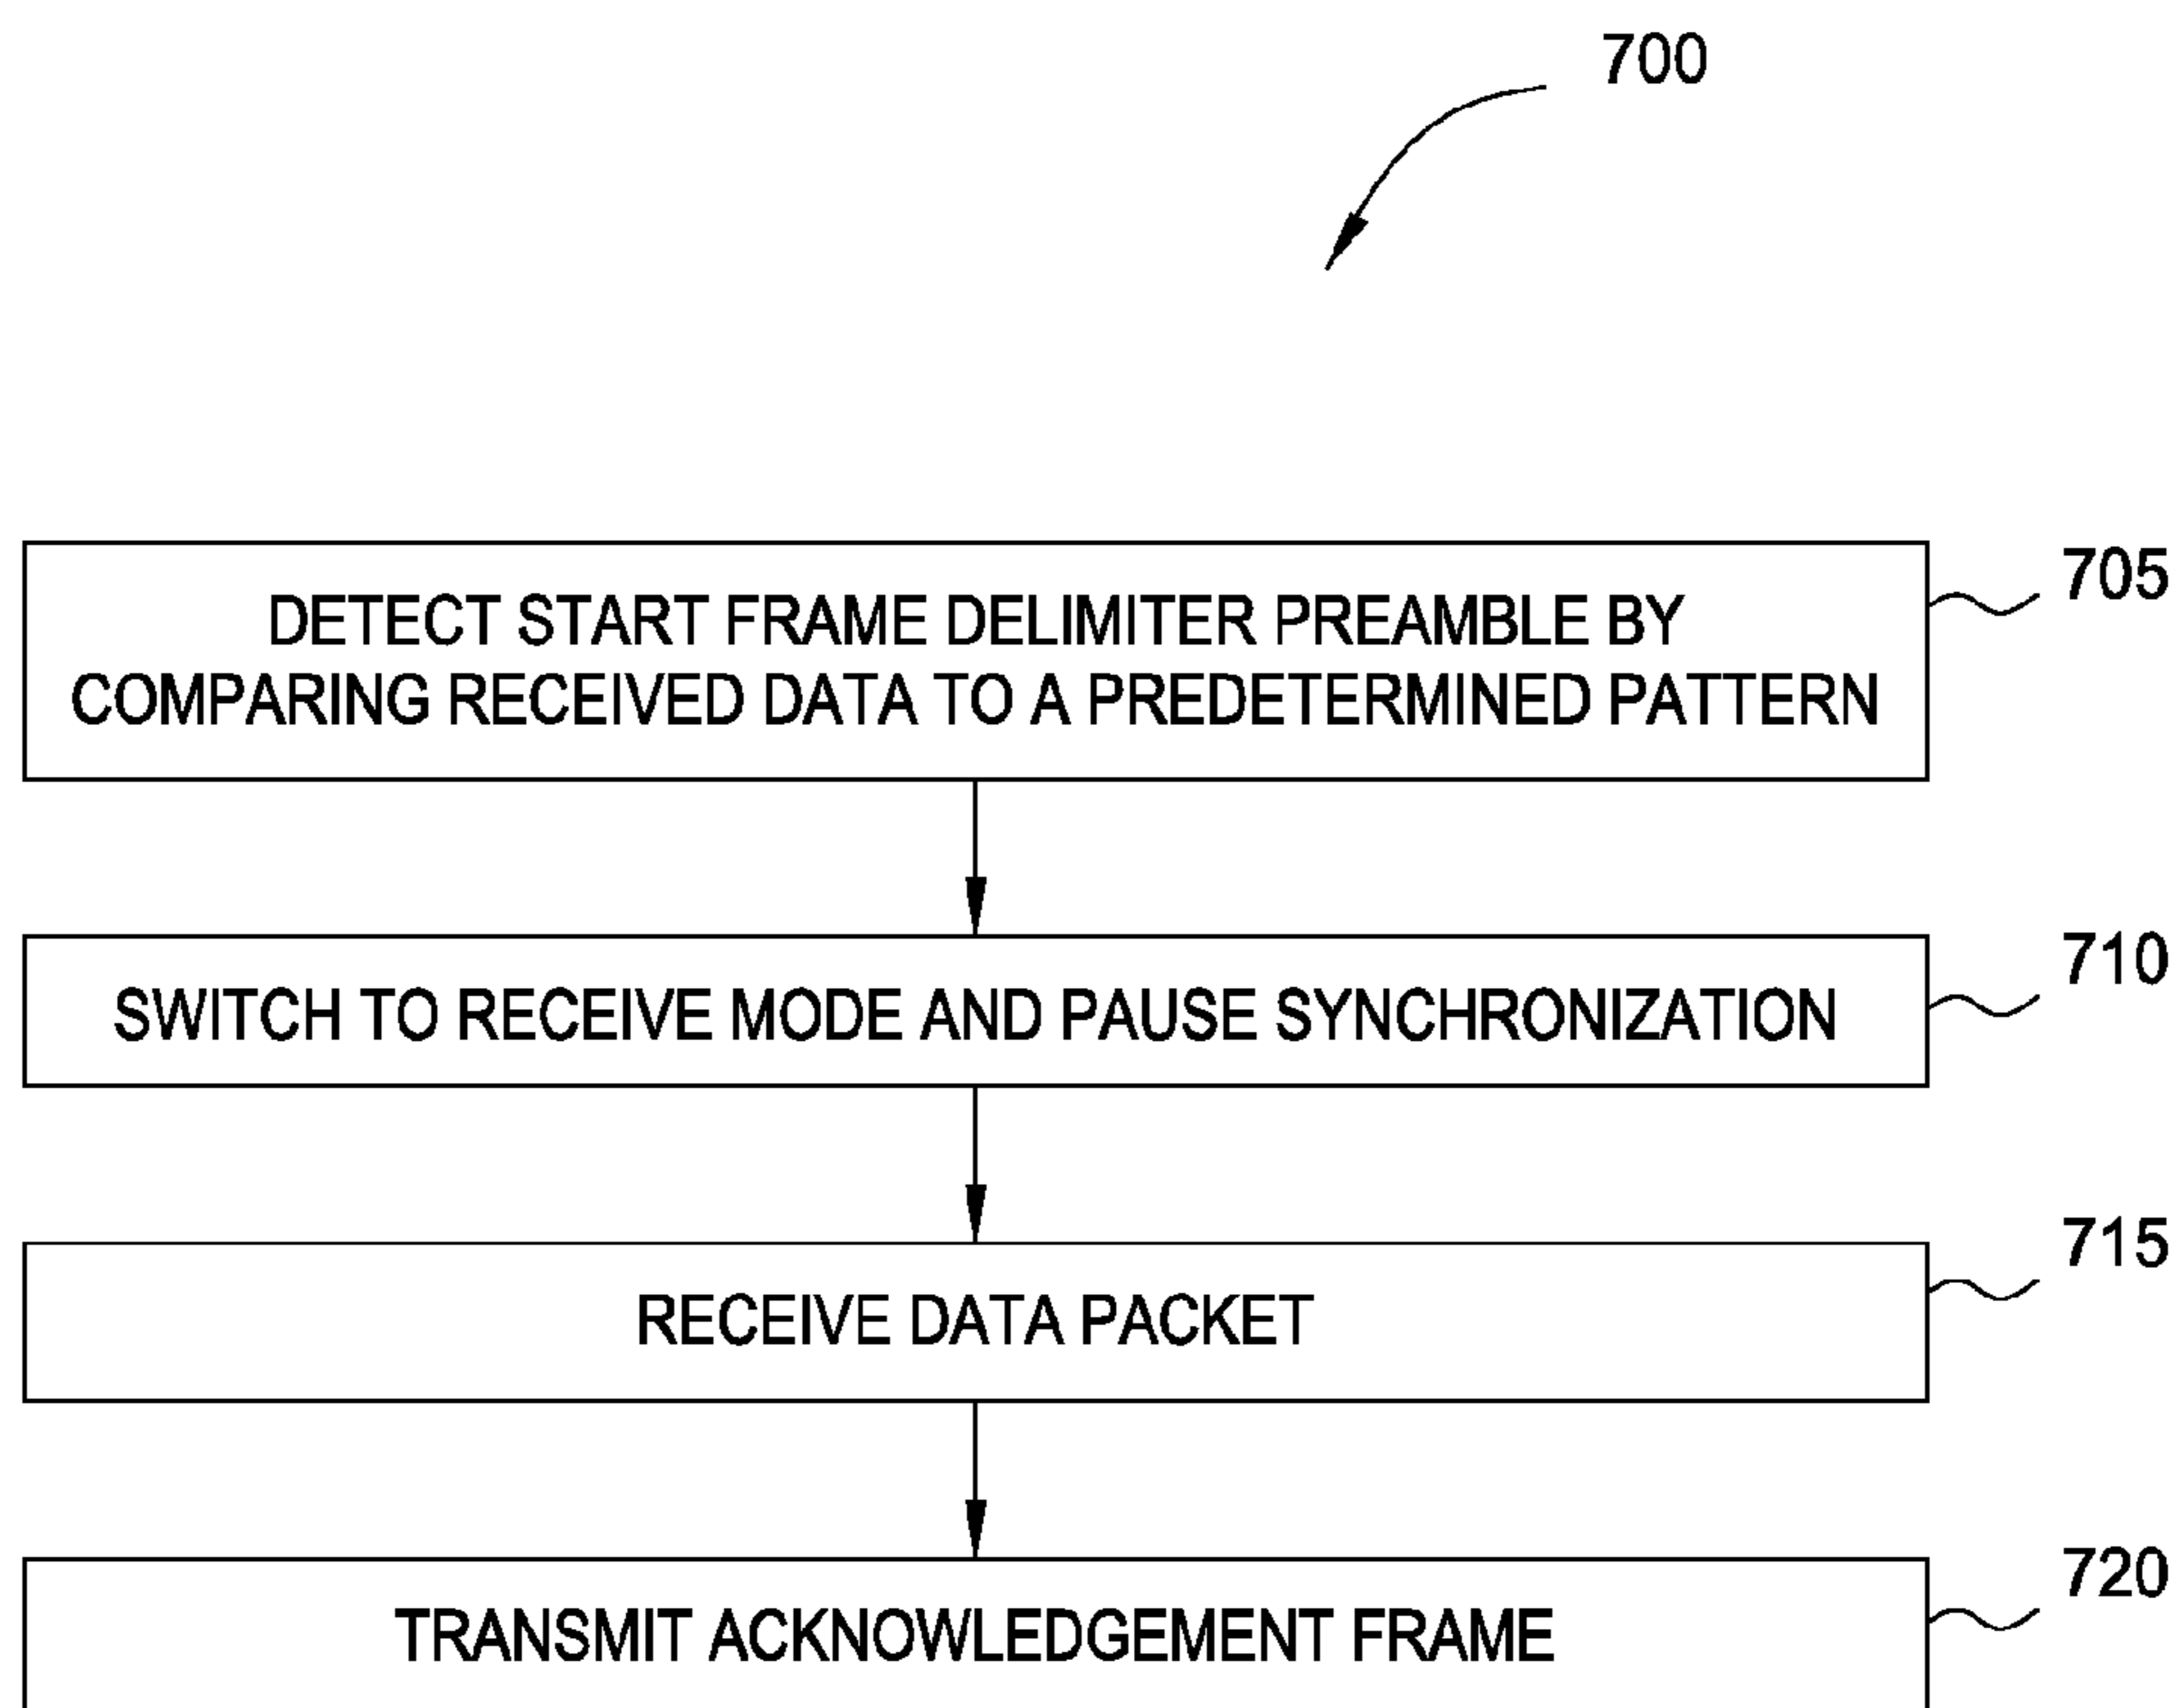 700
DETECT START FRAME DELIMITER PREAMBLE BY
COMPARING RECEIVED DATA TO A PREDETERMINED PATTERN
705
SWITCH TO RECEIVE MODE AND PAUSE SYNCHRONIZATION
710
RECEIVE DATA PACKET
715
TRANSMIT ACKNOWLEDGEMENT FRAME
720